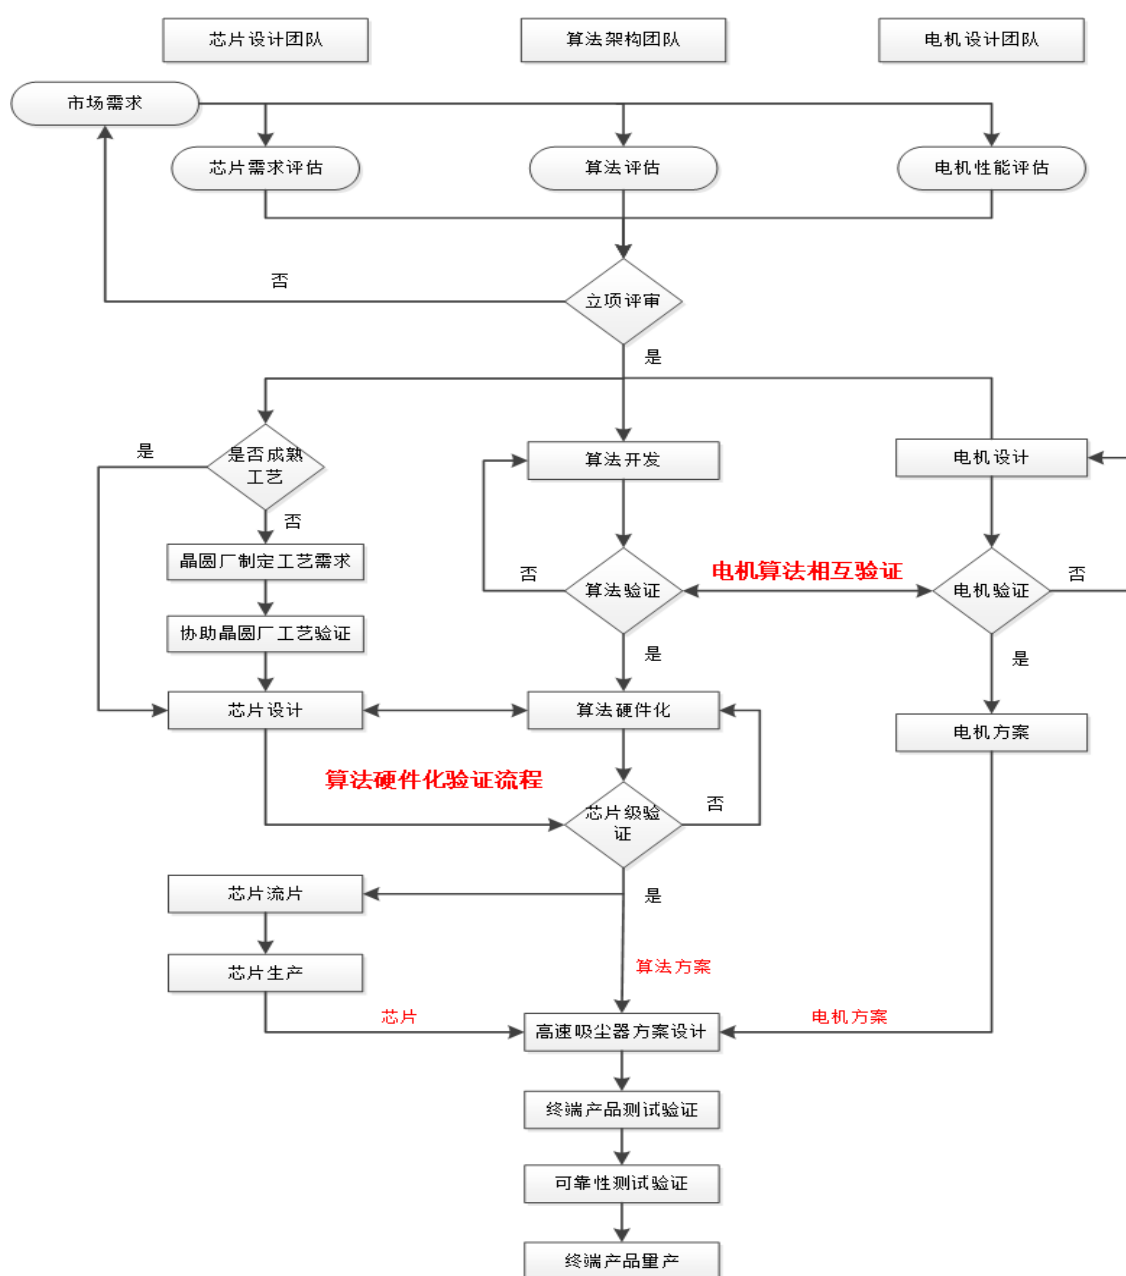 芯片设计团队
算法架构团队
电机设计团队
市场需求
芯片需求评估
算法评估
电机性能评估
否
立项评审
是
是
是否成熟
工艺
算法开发
电机设计
否
晶圆厂制定工艺需求
否
算法验证
电机算法相互验证
电机验证
否
协助晶圆厂工艺验证
是
是
芯片设计
算法硬件化
电机方案
算法硬件化验证流程
芯片级验
证
否
芯片流片
是
芯片生产
算法方案
芯片
电机方案
高速吸尘器方案设计
终端产品测试验证
可靠性测试验证
终端产品量产